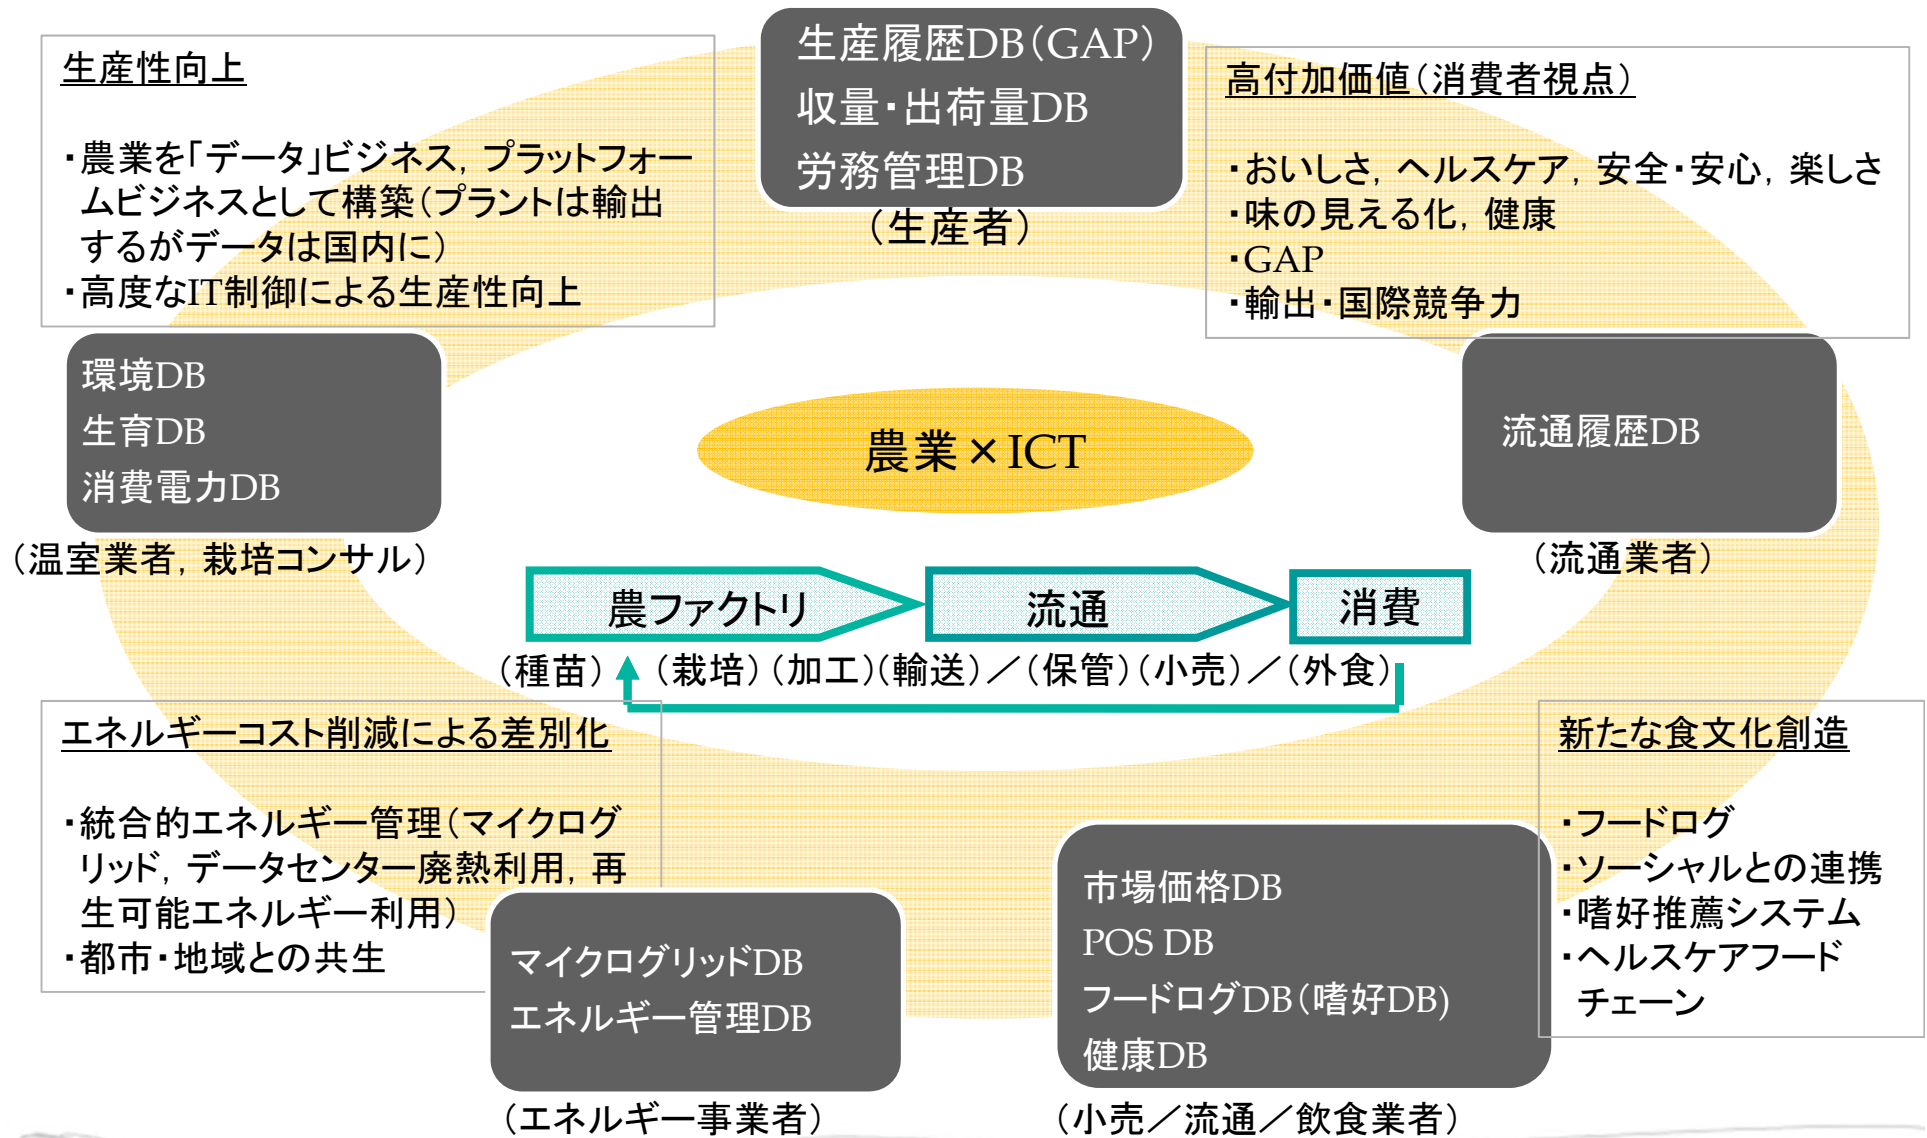 生産履歴DB（GAP）
収量・出荷量DB
労務管理DB
（生産者）
生産性向上
・農業を「データ」ビジネス，プラットフォー
ムビジネスとして構築（プラントは輸出
するがデータは国内に）
・高度なIT制御による生産性向上
高付加価値（消費者視点）
・おいしさ，ヘルスケア，安全・安心，楽しさ
・味の見える化，健康
・GAP
・輸出・国際競争力
環境DB
生育DB
消費電力DB
（温室業者，栽培コンサル）
農業×ICT
流通履歴DB
（流通業者）
農ファクトリ
流通
消費
（種苗）（栽培）（加工）（輸送）／（保管）（小売）／（外食）
エネルギーコスト削減による差別化
・統合的エネルギー管理（マイクログ
リッド，データセンター廃熱利用，再
生可能エネルギー利用）
・都市・地域との共生
マイクログリッドDB
エネルギー管理DB
（エネルギー事業者）
市場価格DB
POS DB
フードログDB（嗜好DB)
健康DB
（小売／流通／飲食業者）
新たな食文化創造
・フードログ
・ソーシャルとの連携
・嗜好推薦システム
・ヘルスケアフード
チェーン